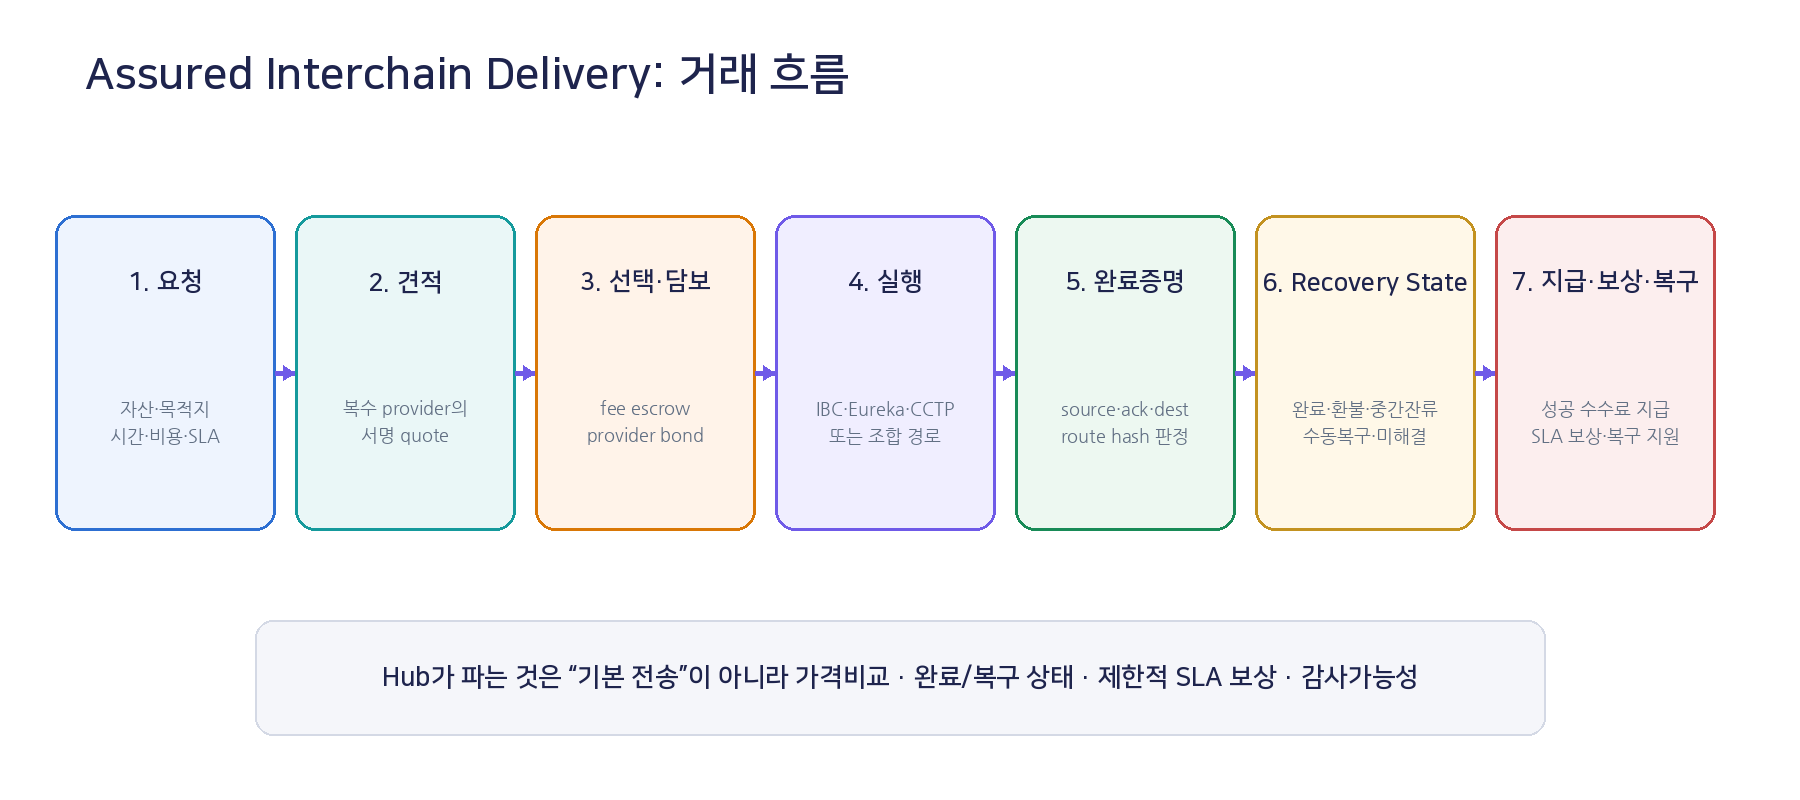 Assured Interchain Delivery: 거래 흐름
1. 요청
자산·목적지
시간·비용·SLA
2. 견적
복수 provider의
서명 quote
3. 선택·담보
fee escrow
provider bond
4. 실행
IBC·Eureka·CCTP
또는 조합 경로
5. 완료증명
source·ack·dest
route hash 판정
6. Recovery State
완료·환불·중간잔류
수동복구·미해결
7. 지급·보상·복구
성공 수수료 지급
SLA 보상·복구 지원
Hub가 파는 것은 “기본 전송”이 아니라 가격비교 · 완료/복구 상태 · 제한적 SLA 보상 · 감사가능성